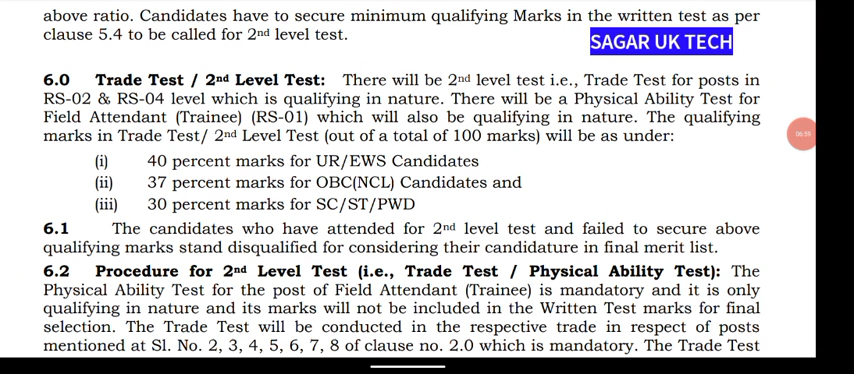 above ratio. Candidates have to secure minimum qualifying Marks in the written test as per
clause 5.4 to be called for 2nd level test.
SAGAR UK TECH
6.0 Trade Test / 2nd Level Test: There will be 2nd level test i.e., Trade Test for posts in
RS-02 & RS-04 level which is qualifying in nature. There will be a Physical Ability Test for
Field Attendant (Trainee) (RS-01) which will also be qualifying in nature. The qualifying
marks in Trade Test/ 2nd Level Test (out of a total of 100 marks) will be as under:
(i) 40 percent marks for UR/EWS Candidates
(ii) 37 percent marks for OBC(NCL) Candidates and
(iii) 30 percent marks for SC/ST/PWD
6.1 The candidates who have attended for 2nd level test and failed to secure above
qualifying marks stand disqualified for considering their candidature in final merit list.
6.2 Procedure for 2nd Level Test (i.e., Trade Test / Physical Ability Test): The
Physical Ability Test for the post of Field Attendant (Trainee) is mandatory and it is only
qualifying in nature and its marks will not be included in the Written Test marks for final
selection. The Trade Test will be conducted in the respective trade in respect of posts
mentioned at Sl. No. 2, 3, 4, 5, 6, 7, 8 of clause no. 2.0 which is mandatory. The Trade Test
06:59